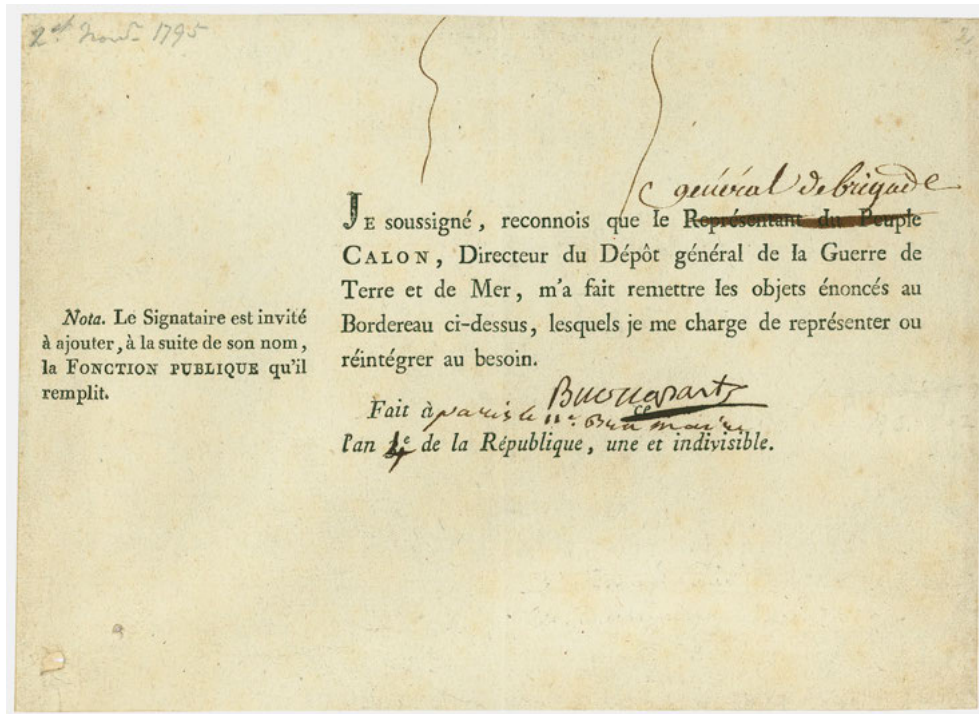 2d Novr. 1795
général de brigade
JE soussigné, reconnois que le Représentant du Peuple
CALON, Directeur du Dépôt général de la Guerre de
Terre et de Mer, m'a fait remettre les objets énoncés au
Bordereau ci-dessus, lesquels je me charge de représenter ou
réintégrer au besoin.
Nota. Le Signataire est invité
à ajouter, à la suite de son nom,
la FONCTION PUBLIQUE qu'il
remplit.
Buonaparte
Fait à paris le 11e. Brumaire ce
l'an 4e de la République, une et indivisible.